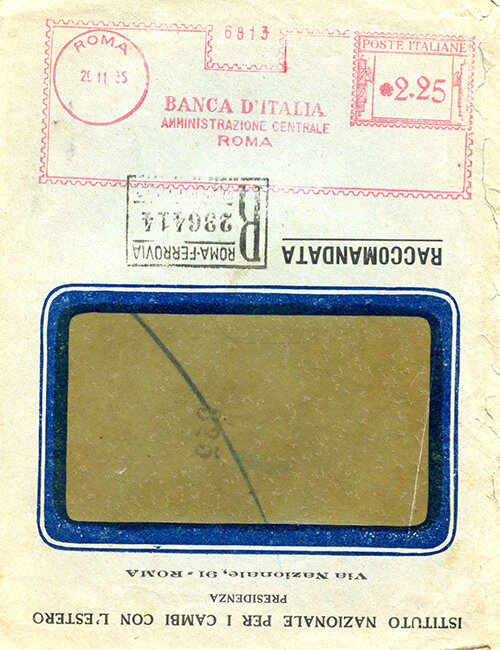 6813
ROMA
11 35
POSTE ITALIANE
2.25
BANCA D'ITALIA
AMMINISTRAZIONE CENTRALE
ROMA
R
236414
ROMA-FERROVIA
RACCOMANDATA
ISTITUTO NAZIONALE PER I CAMBI CON L'ESTERO
PRESIDENZA
Via Nazionale, 91 - ROMA